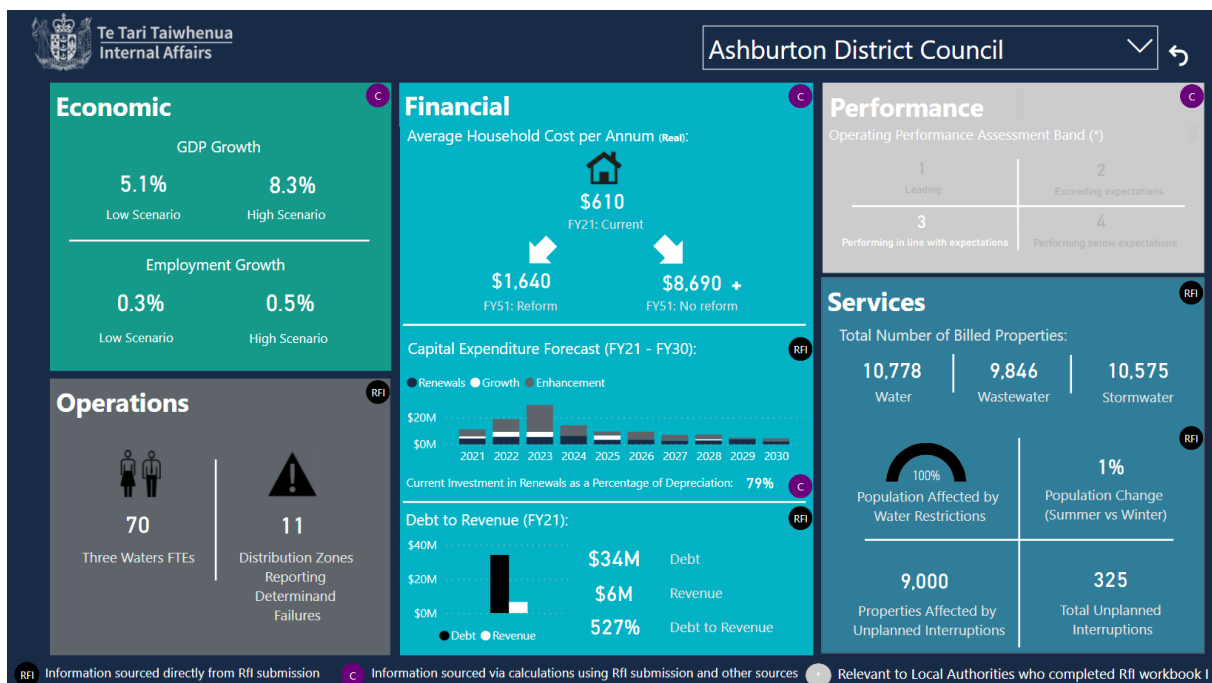 Te Tari Taiwhenua
Internal Affairs
Ashburton District Council
Economic
C
GDP Growth
5.1% 8.3%
Low Scenario High Scenario
Employment Growth
0.3% 0.5%
Low Scenario High Scenario
Operations
RFI
70 11
Three Waters FTEs Distribution Zones
Reporting
Determinand
Failures
Financial
C
Average Household Cost per Annum (Real):
$610
FY21: Current
$1,640 $8,690 +
FY51: Reform FY51: No reform
Capital Expenditure Forecast (FY21 - FY30):
RFI
Renewals Growth Enhancement
$20M
$0M
2021 2022 2023 2024 2025 2026 2027 2028 2029 2030
Current Investment in Renewals as a Percentage of Depreciation: 79% C
Debt to Revenue (FY21):
RFI
$40M
$20M
$0M
Debt Revenue
$34M Debt
$6M Revenue
527% Debt to Revenue
Performance
C
Operating Performance Assessment Band (*)
1 2
Leading Exceeding expectations
3 4
Performing in line with expectations Performing below expectations
Services
RFI
Total Number of Billed Properties:
10,778 9,846 10,575
Water Wastewater Stormwater
RFI
100%
Population Affected by
Water Restrictions
1%
Population Change
(Summer vs Winter)
9,000
Properties Affected by
Unplanned Interruptions
325
Total Unplanned
Interruptions
RFI Information sourced directly from RfI submission C Information sourced via calculations using RfI submission and other sources * Relevant to Local Authorities who completed RfI workbook I